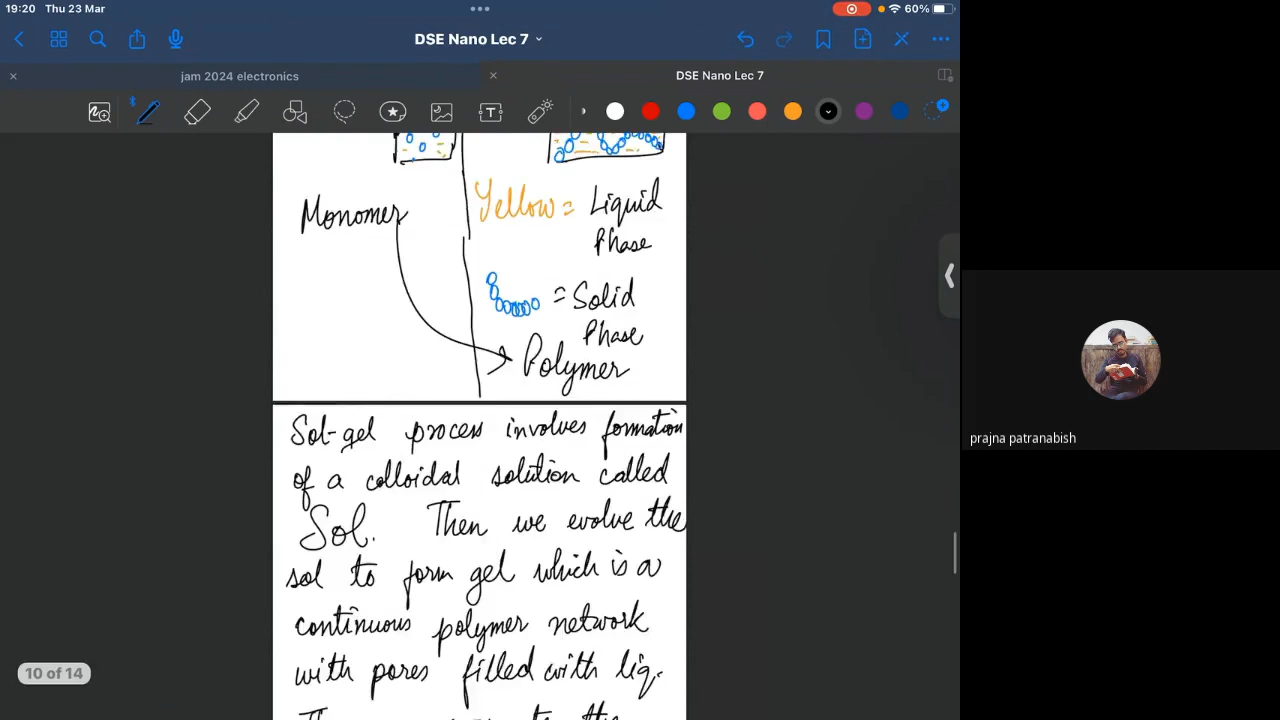 19:20 Thu 23 Mar
60%
DSE Nano Lec 7
jam 2024 electronics
DSE Nano Lec 7
Monomer
Yellow = Liquid
Phase
= Solid
Phase
Polymer
Sol-gel process involves formation
of a colloidal solution called
Sol. Then we evolve the
sol to form gel which is a
continuous polymer network
with pores filled with liq.
10 of 14
prajna patranabish